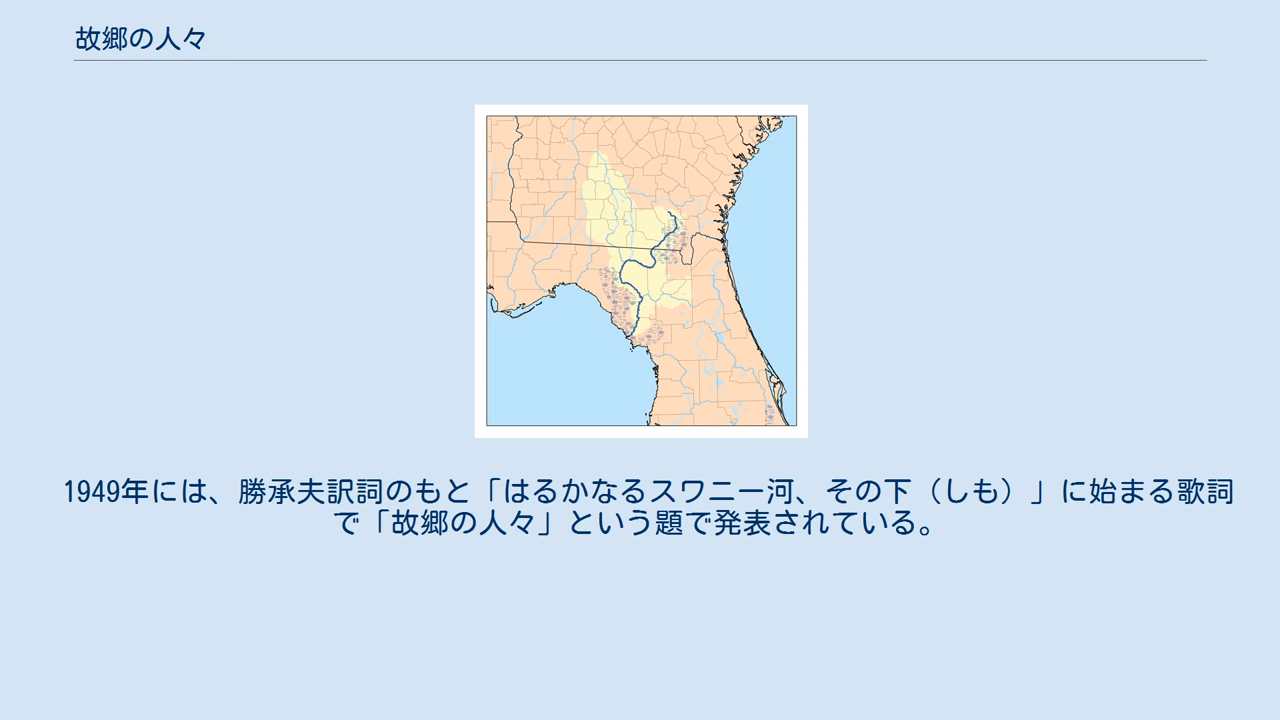 故郷の人々
1949年には、勝承夫訳詞のもと「はるかなるスワニー河、その下（しも）」に始まる歌詞
で「故郷の人々」という題で発表されている。